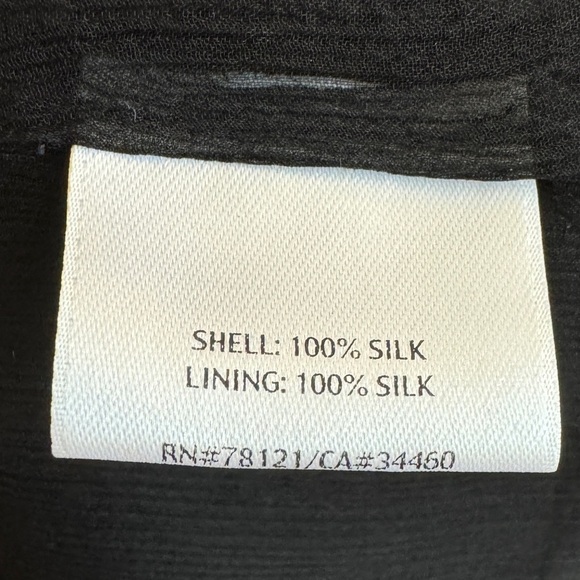 SHELL: 100% SILK
LINING: 100% SILK
RN#78121/CA#34460